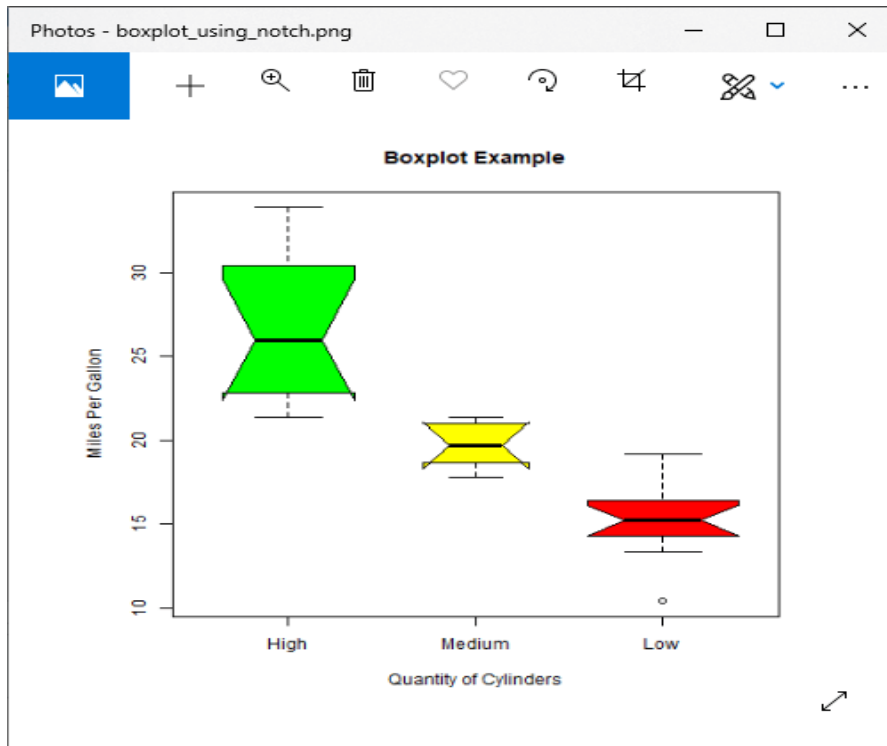 Photos - boxplot_using_notch.png
Boxplot Example
Miles Per Gallon
30
25
20
15
10
High Medium Low
Quantity of Cylinders